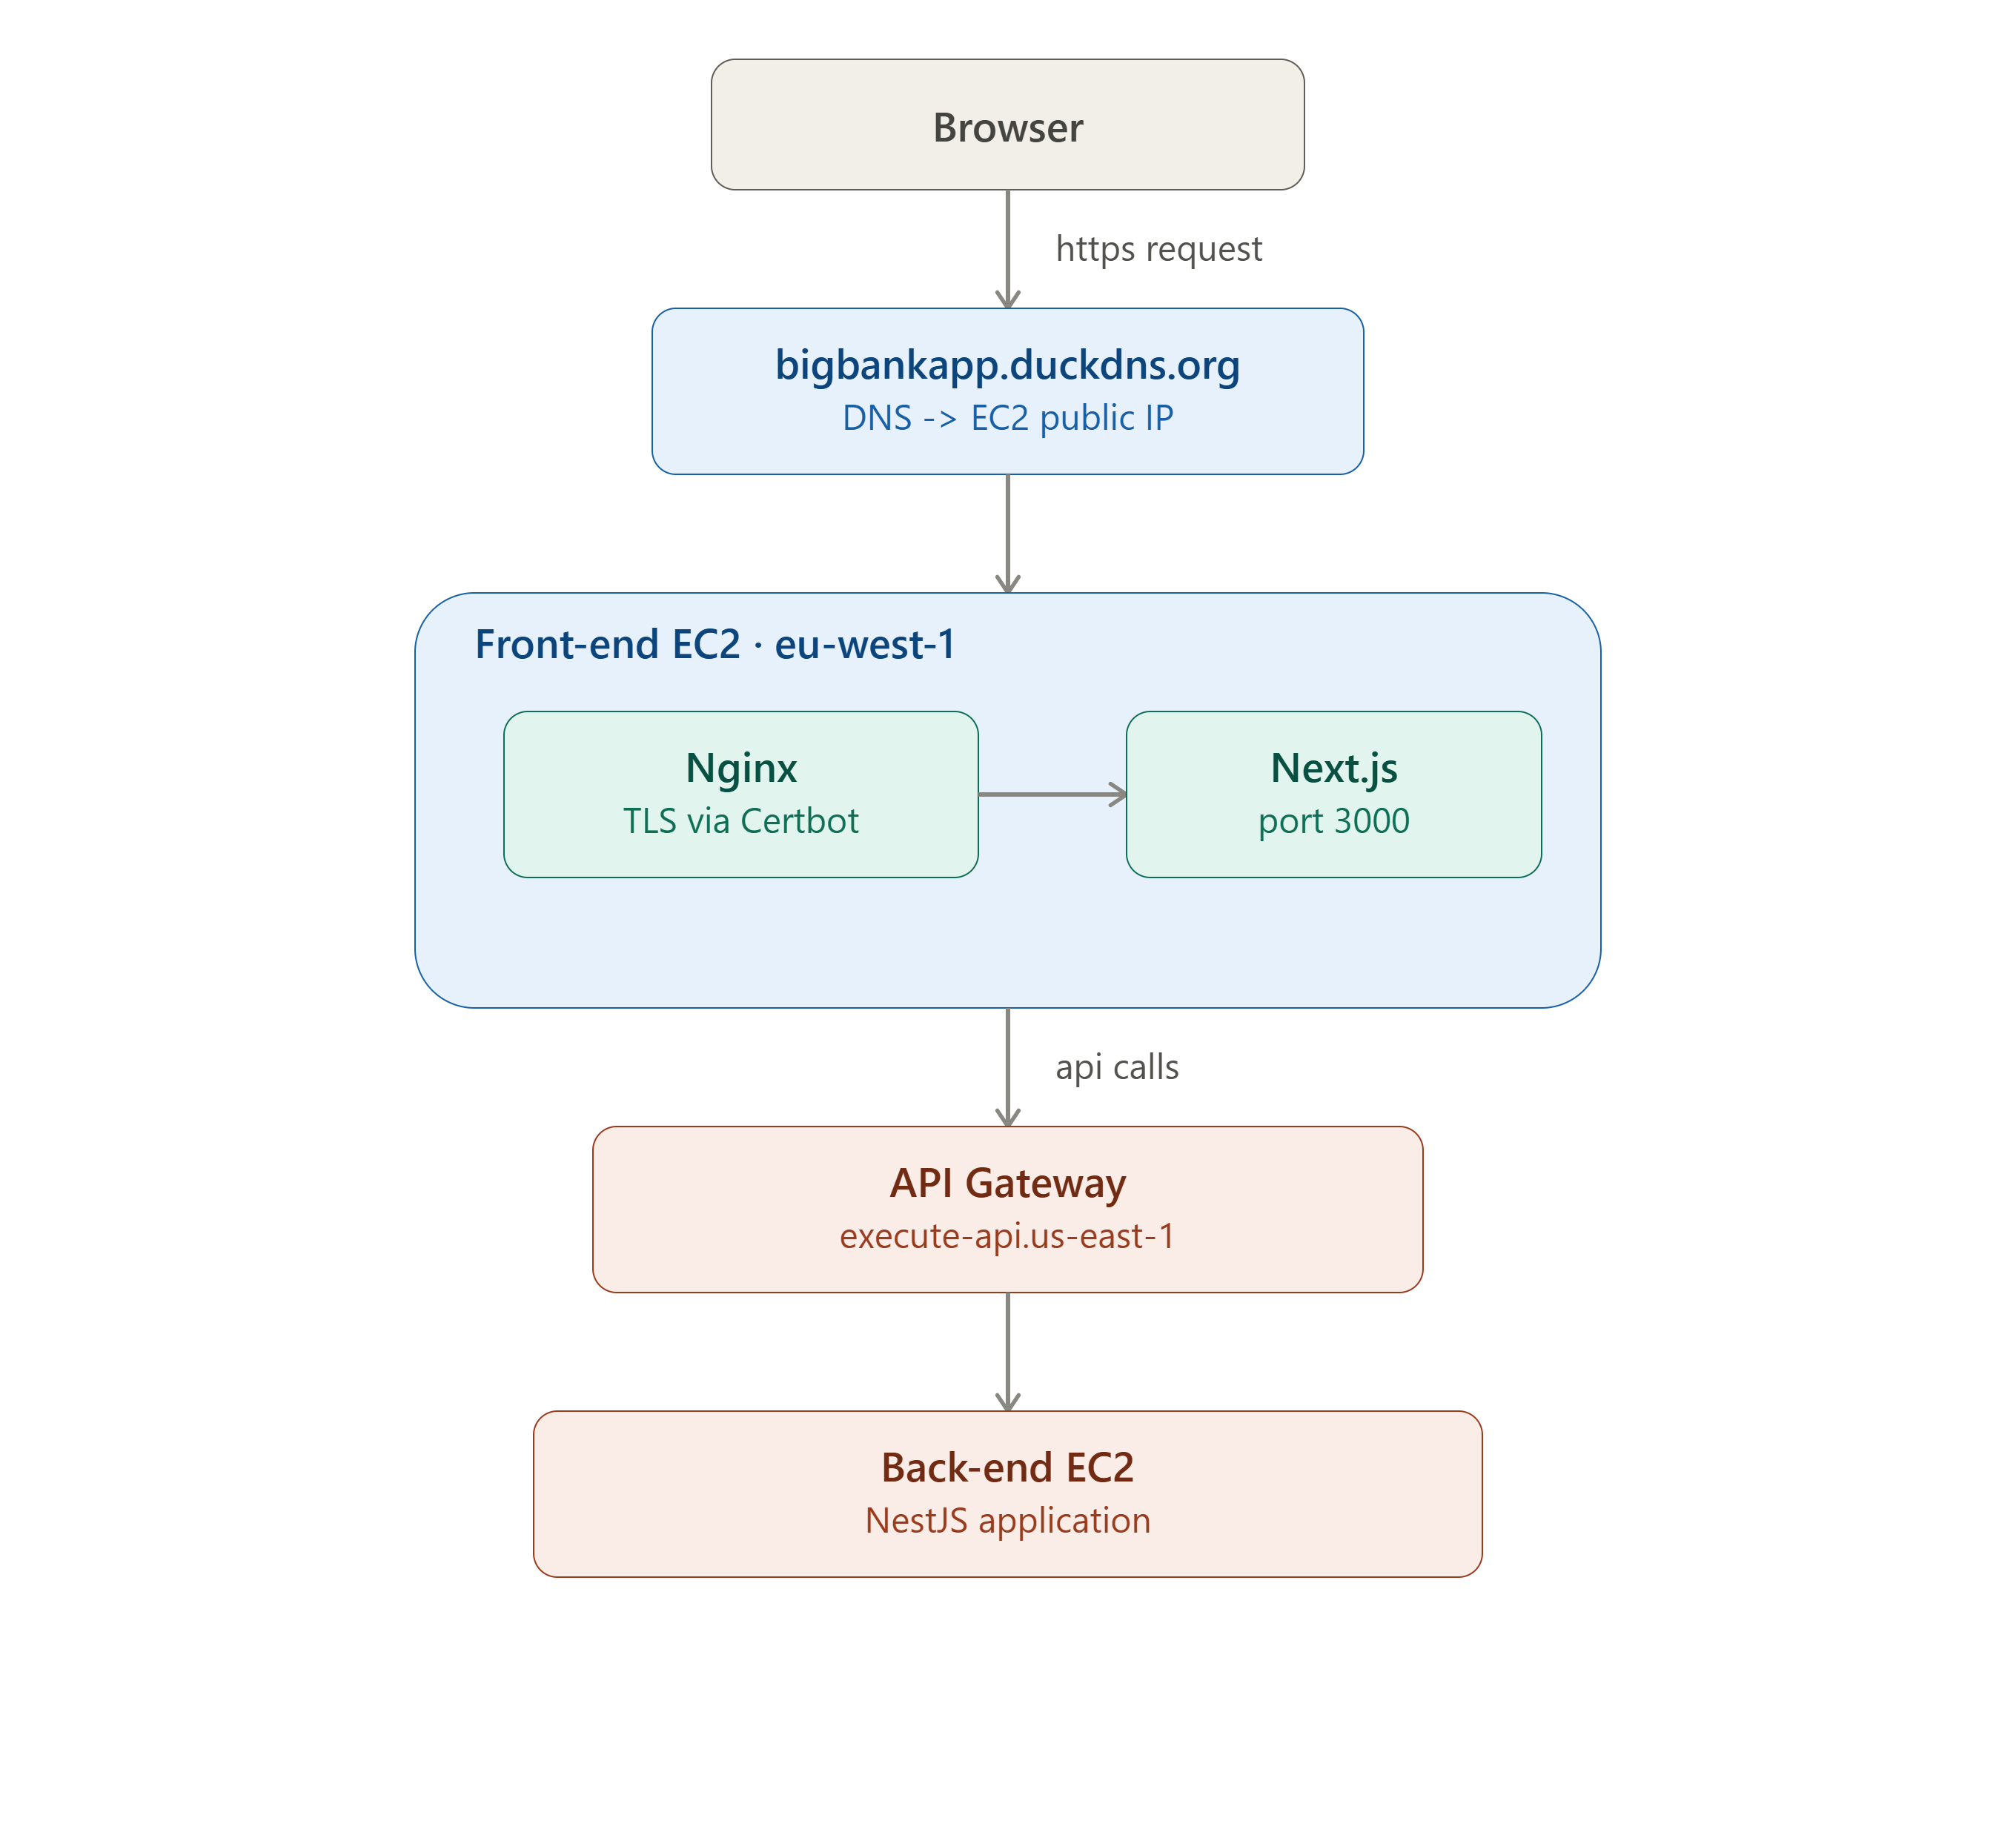 Browser
https request
bigbankapp.duckdns.org
DNS -> EC2 public IP
Front-end EC2 · eu-west-1
Nginx
TLS via Certbot
Next.js
port 3000
api calls
API Gateway
execute-api.us-east-1
Back-end EC2
NestJS application